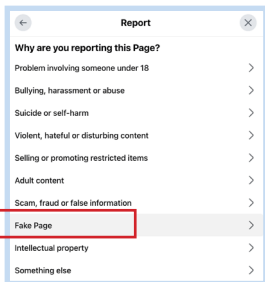 Report
Why are you reporting this Page?
Problem involving someone under 18
Bullying, harassment or abuse
Suicide or self-harm
Violent, hateful or disturbing content
Selling or promoting restricted items
Adult content
Scam, fraud or false information
Fake Page
Intellectual property
Something else